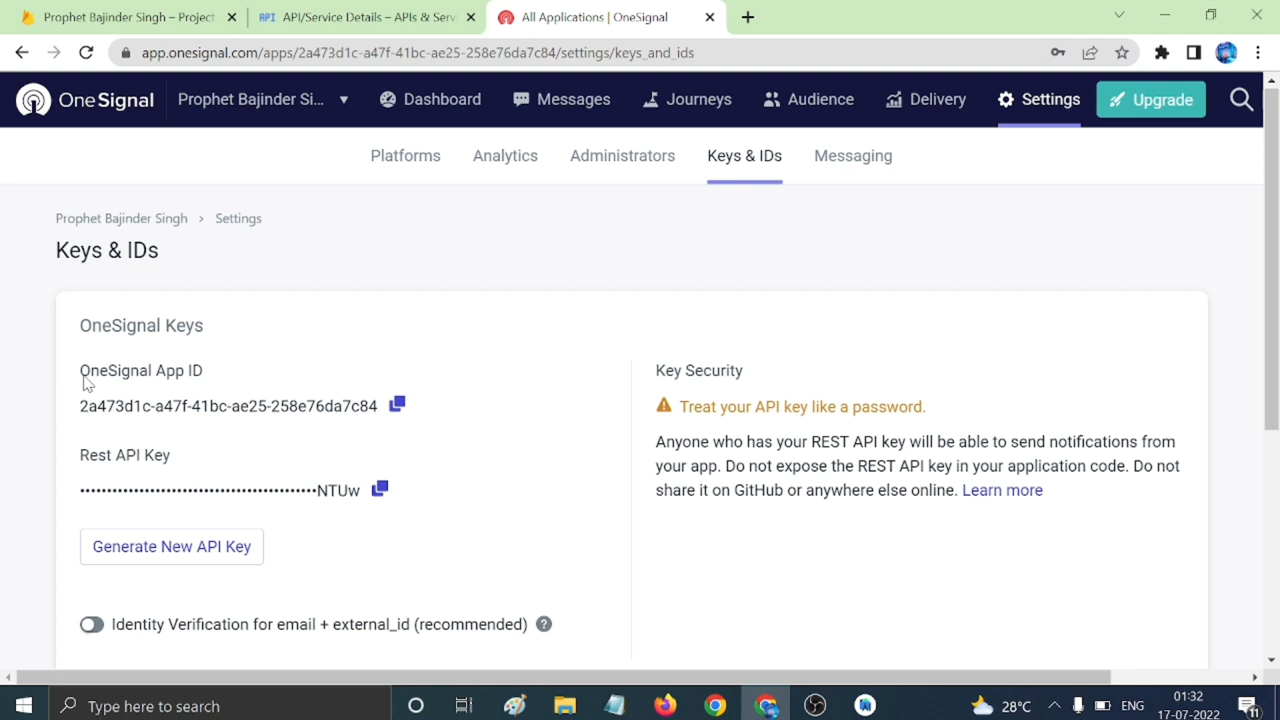 Prophet Bajinder Singh – Project
API API/Service Details – APIs & Serv
All Applications | OneSignal
app.onesignal.com/apps/2a473d1c-a47f-41bc-ae25-258e76da7c84/settings/keys_and_ids
OneSignal
Prophet Bajinder Si...
Dashboard
Messages
Journeys
Audience
Delivery
Settings
Upgrade
Platforms
Analytics
Administrators
Keys & IDs
Messaging
Prophet Bajinder Singh > Settings
Keys & IDs
OneSignal Keys
OneSignal App ID
2a473d1c-a47f-41bc-ae25-258e76da7c84
Rest API Key
••••••••••••••••••••••••••••••••••••••••••••NTUw
Generate New API Key
Identity Verification for email + external_id (recommended) ?
Key Security
Treat your API key like a password.
Anyone who has your REST API key will be able to send notifications from
your app. Do not expose the REST API key in your application code. Do not
share it on GitHub or anywhere else online. Learn more
Type here to search
28°C
ENG
01:32
17-07-2022
11